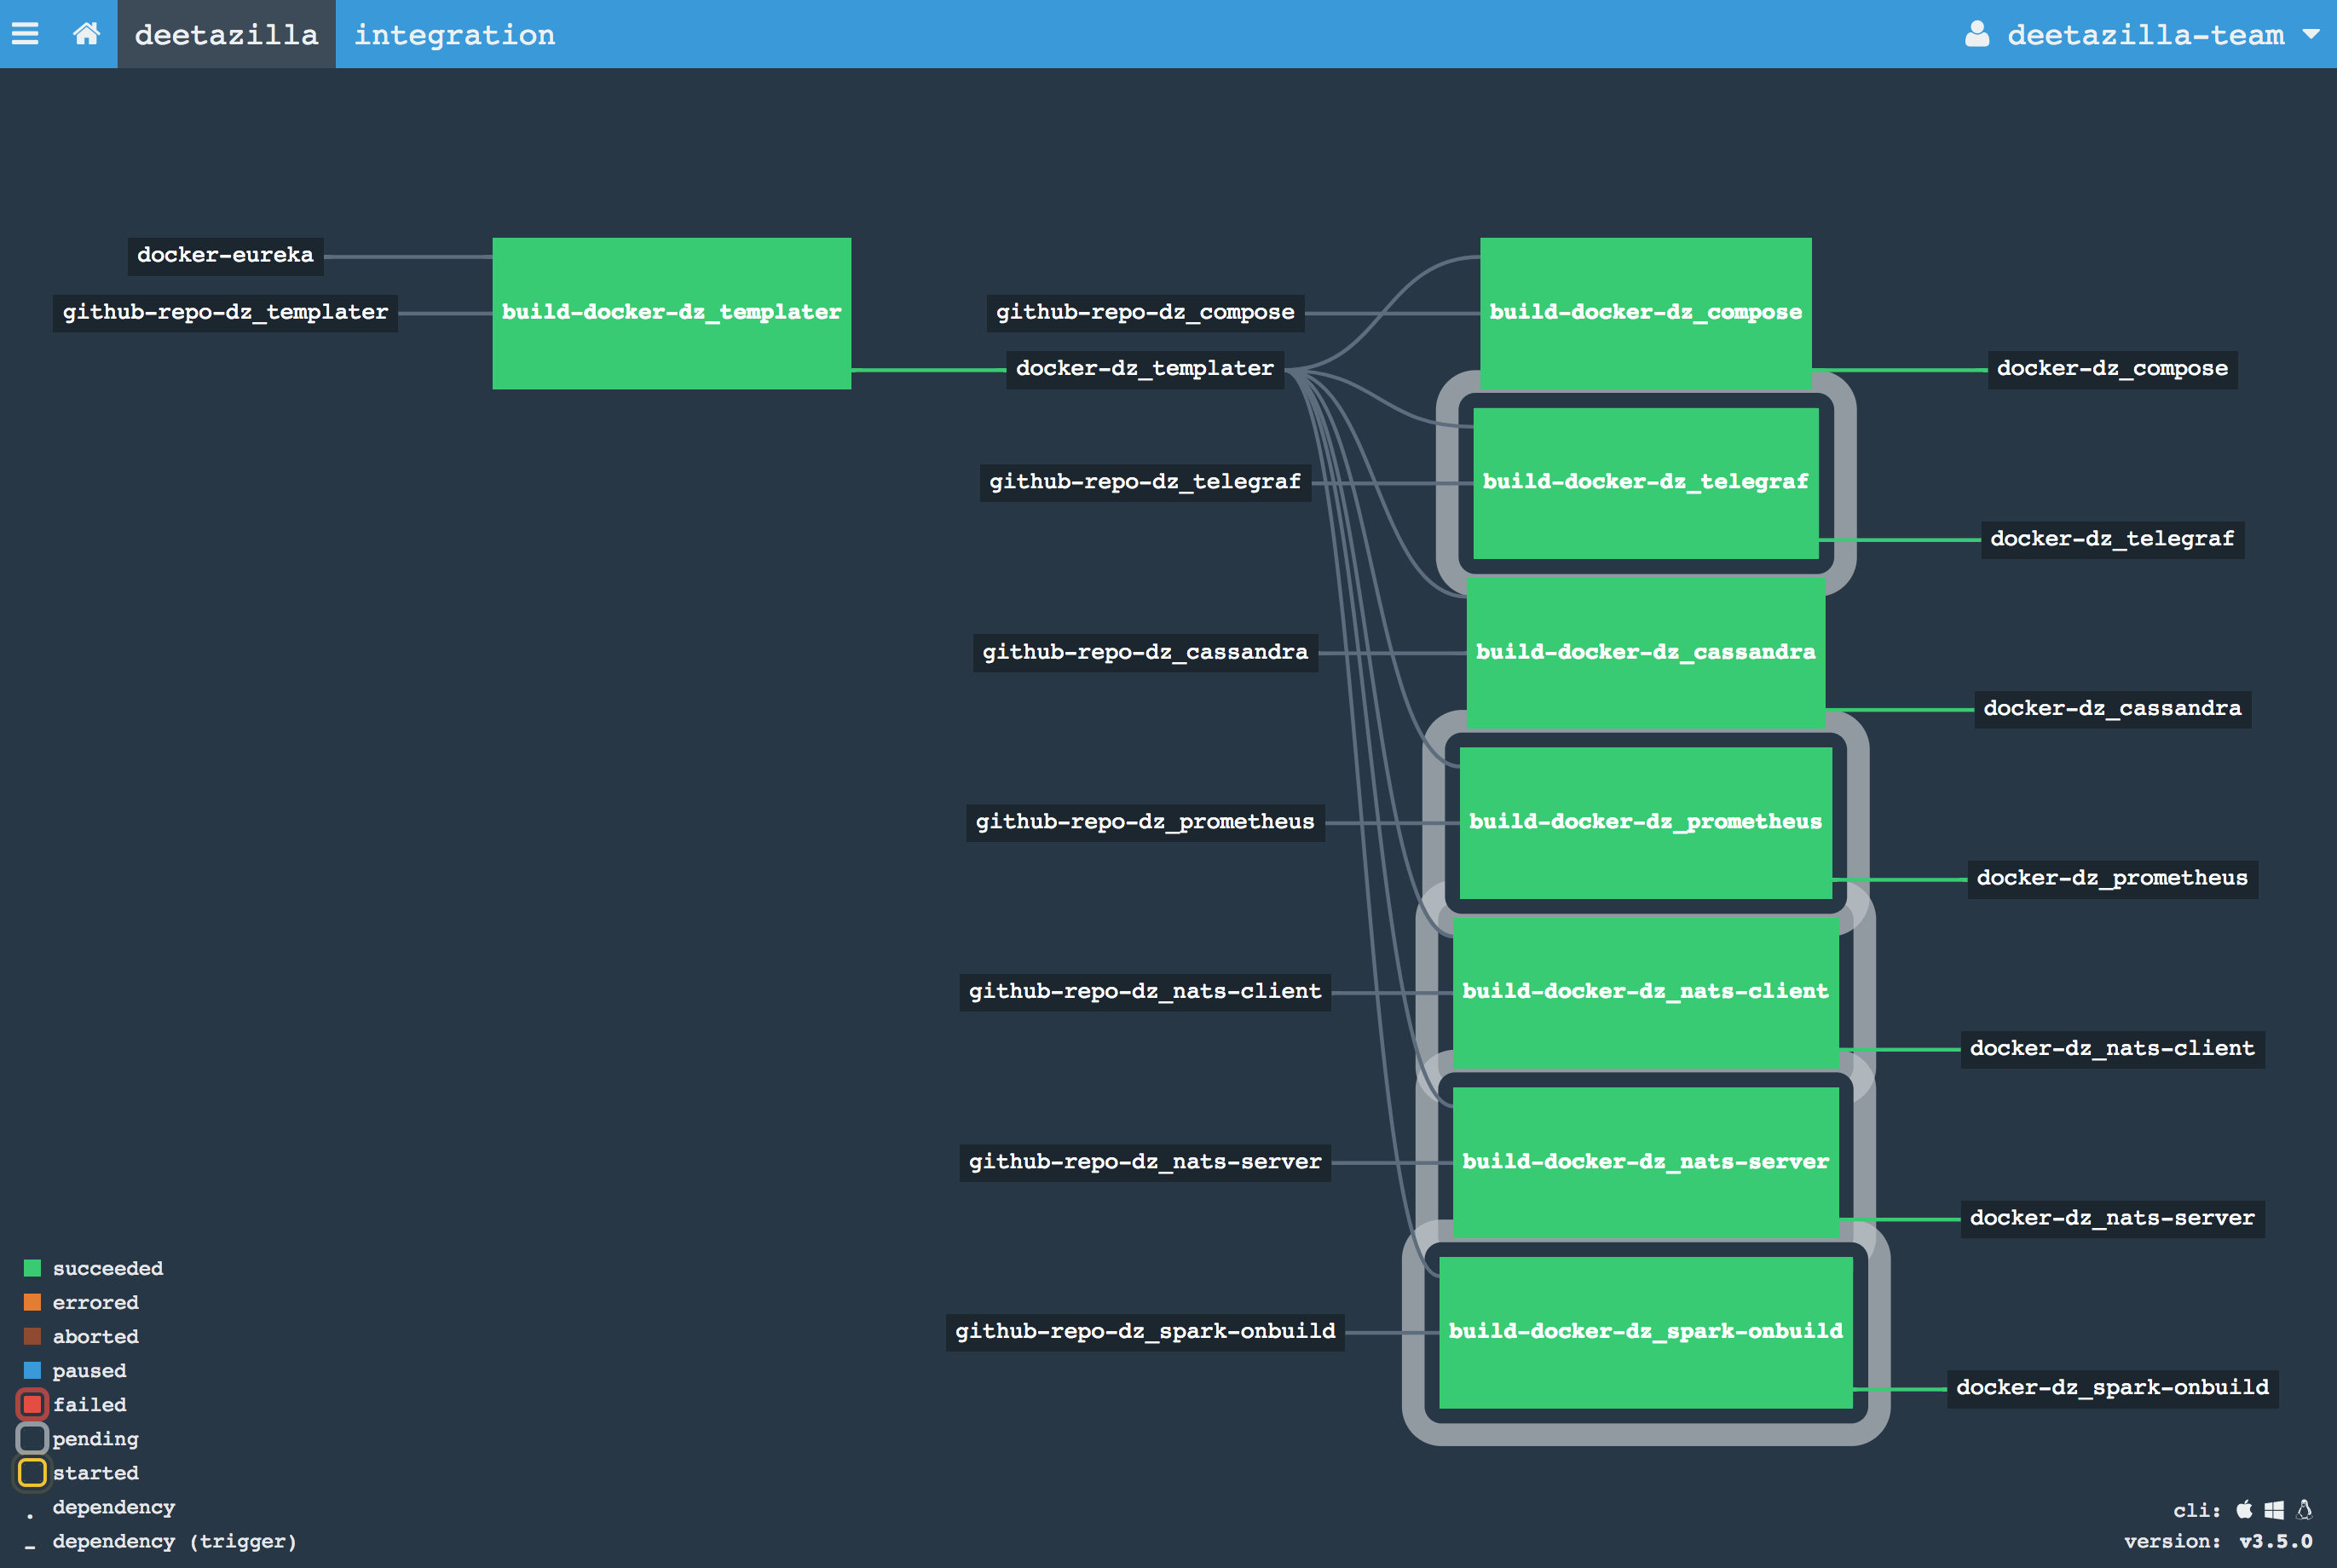 deetazilla
integration
deetazilla-team
docker-eureka
github-repo-dz_templater
build-docker-dz_templater
github-repo-dz_compose
docker-dz_templater
build-docker-dz_compose
docker-dz_compose
github-repo-dz_telegraf
build-docker-dz_telegraf
docker-dz_telegraf
github-repo-dz_cassandra
build-docker-dz_cassandra
docker-dz_cassandra
github-repo-dz_prometheus
build-docker-dz_prometheus
docker-dz_prometheus
github-repo-dz_nats-client
build-docker-dz_nats-client
docker-dz_nats-client
github-repo-dz_nats-server
build-docker-dz_nats-server
docker-dz_nats-server
github-repo-dz_spark-onbuild
build-docker-dz_spark-onbuild
docker-dz_spark-onbuild
succeeded
errored
aborted
paused
failed
pending
started
. dependency
- dependency (trigger)
cli:
version: v3.5.0